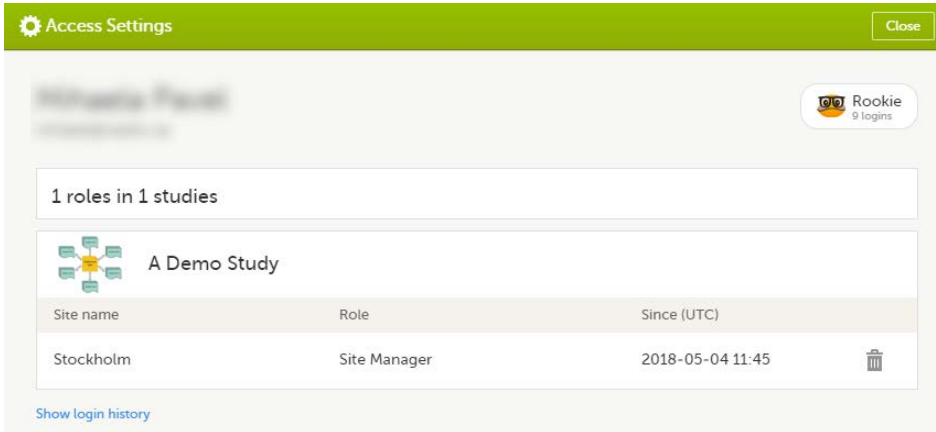 Access Settings
Close
Rookie
9 logins
1 roles in 1 studies
A Demo Study
Site name Role Since (UTC)
Stockholm Site Manager 2018-05-04 11:45
Show login history